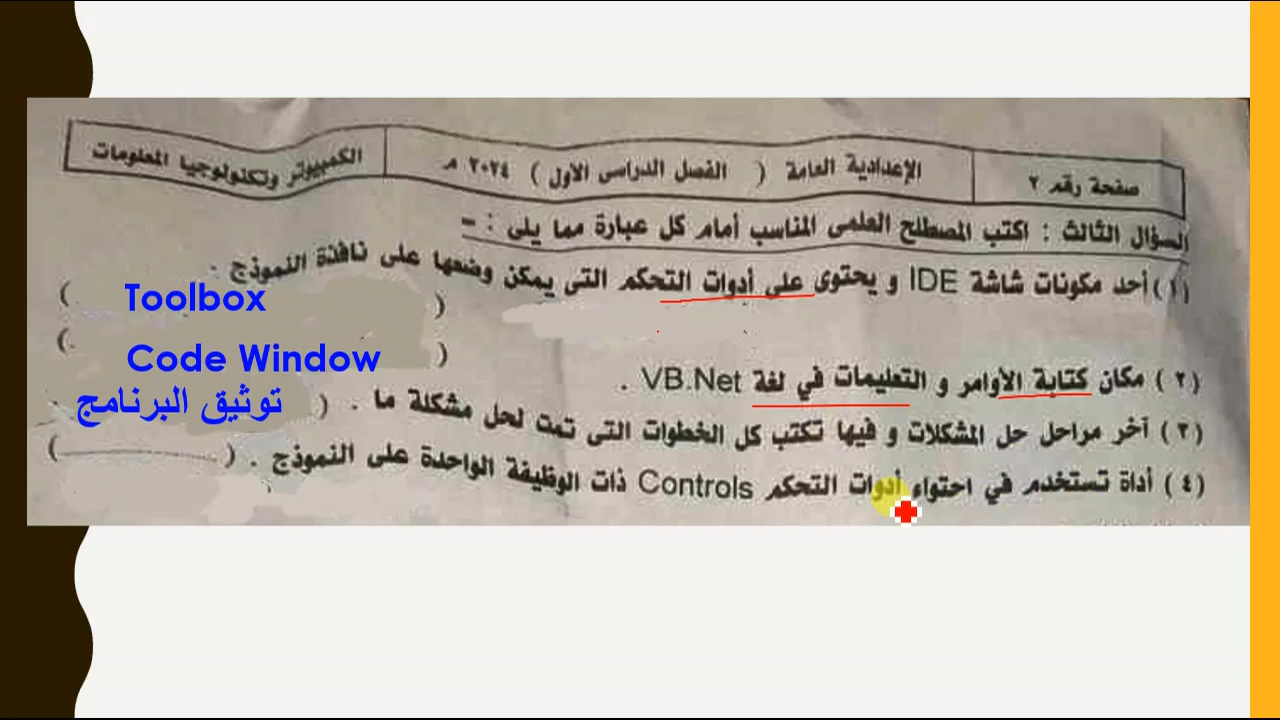 صفحة رقم ٢
الإعدادية العامة ( الفصل الدراسى الاول ) ٢٠٢٤ م
الكمبيوتر وتكنولوجيا المعلومات
السؤال الثالث : اكتب المصطلح العلمى المناسب أمام كل عبارة مما يلى : -
(١) أحد مكونات شاشة IDE و يحتوى على أدوات التحكم التى يمكن وضعها على نافذة النموذج .
( Toolbox )
(٢) مكان كتابة الأوامر و التعليمات في لغة VB.Net .
( Code Window )
(٣) آخر مراحل حل المشكلات و فيها تكتب كل الخطوات التى تمت لحل مشكلة ما . ( توثيق البرنامج
(٤) أداة تستخدم في احتواء أدوات التحكم Controls ذات الوظيفة الواحدة على النموذج . ( )